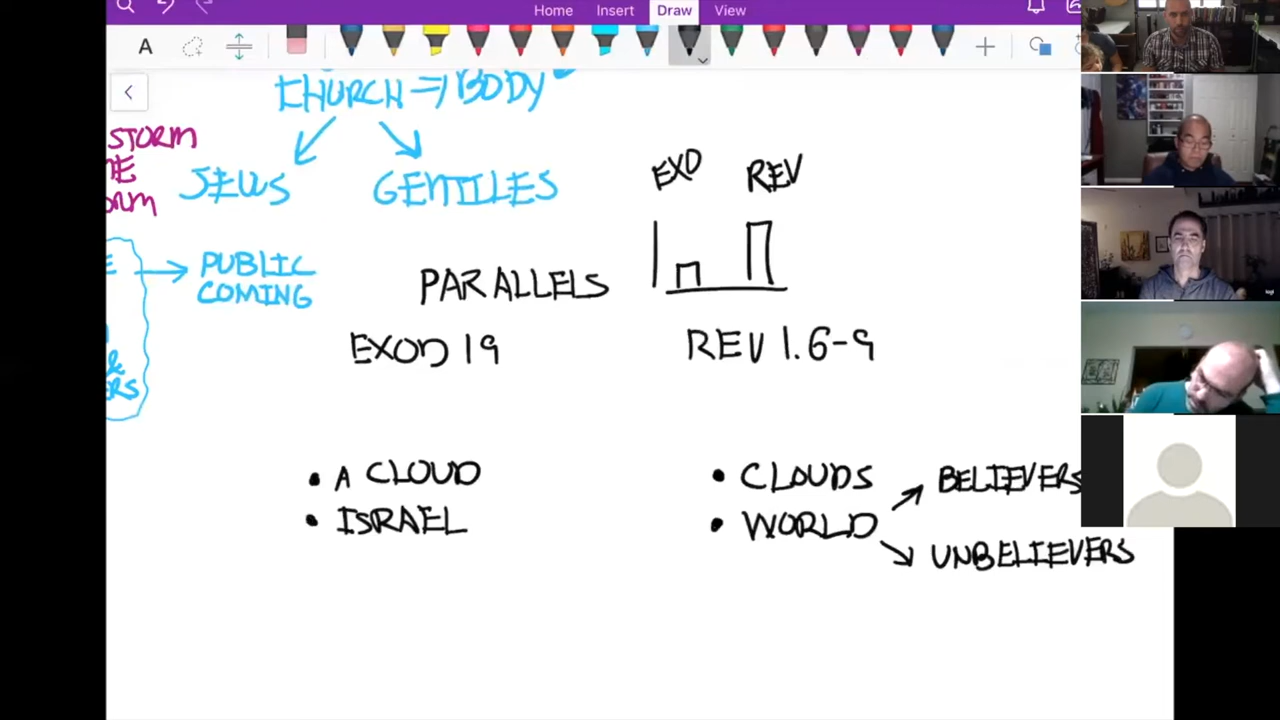 Home Insert Draw View
A
CHURCH ⇒ BODY
STORM
JEWS GENTILES
EXO REV
→ PUBLIC
COMING
PARALLELS
EXOD 19 REV 1.6-9
&
• A CLOUD • CLOUDS BELIEVERS
• ISRAEL • WORLD
UNBELIEVERS